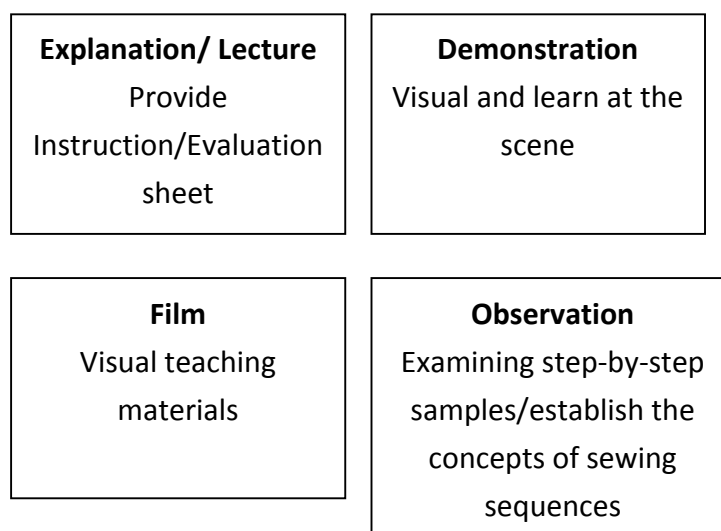 Explanation/ Lecture
Provide
Instruction/Evaluation
sheet
Demonstration
Visual and learn at the
scene
Film
Visual teaching
materials
Observation
Examining step-by-step
samples/establish the
concepts of sewing
sequences